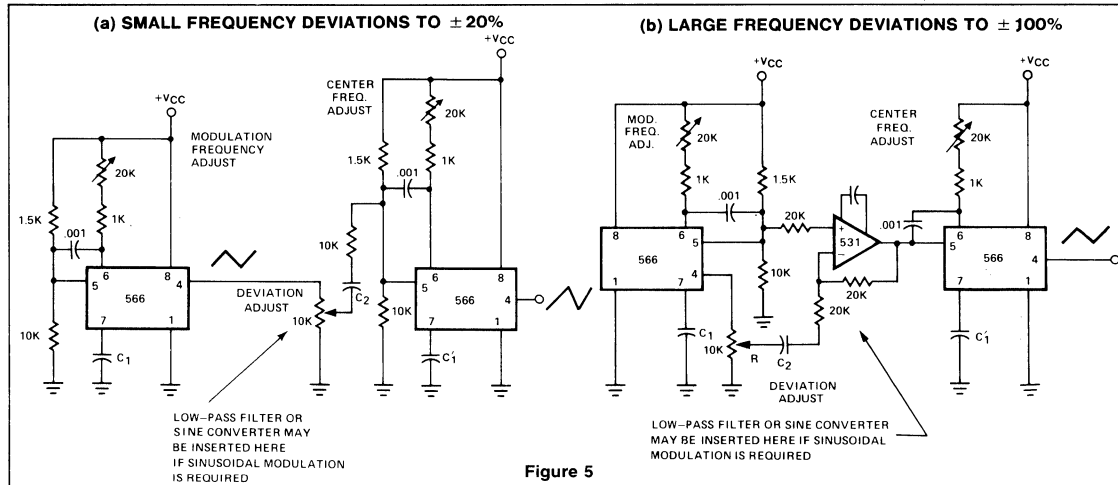 (a) SMALL FREQUENCY DEVIATIONS TO ±20%
+VCC
CENTER
FREQ.
ADJUST
20K
1.5K
1K
.001
+VCC
MODULATION
FREQUENCY
ADJUST
20K
1.5K
1K
.001
10K
6
8
5
4
566
7
1
10K
C1
DEVIATION
ADJUST
10K
C2
6
8
5
566
4
10K
7
1
C'1
LOW–PASS FILTER OR
SINE CONVERTER MAY
BE INSERTED HERE
IF SINUSOIDAL MODULATION
IS REQUIRED
(b) LARGE FREQUENCY DEVIATIONS TO ±100%
+VCC
MOD.
FREQ.
ADJ.
20K
1K
1.5K
.001
8
6
5
566
4
1
7
20K
+
531
−
10K
20K
20K
C1
10K
R
C2
DEVIATION
ADJUST
+VCC
CENTER
FREQ.
ADJUST
20K
1K
.001
6
8
5
566
4
7
1
C'1
LOW–PASS FILTER OR SINE CONVERTER
MAY BE INSERTED HERE IF SINUSOIDAL
MODULATION IS REQUIRED
Figure 5